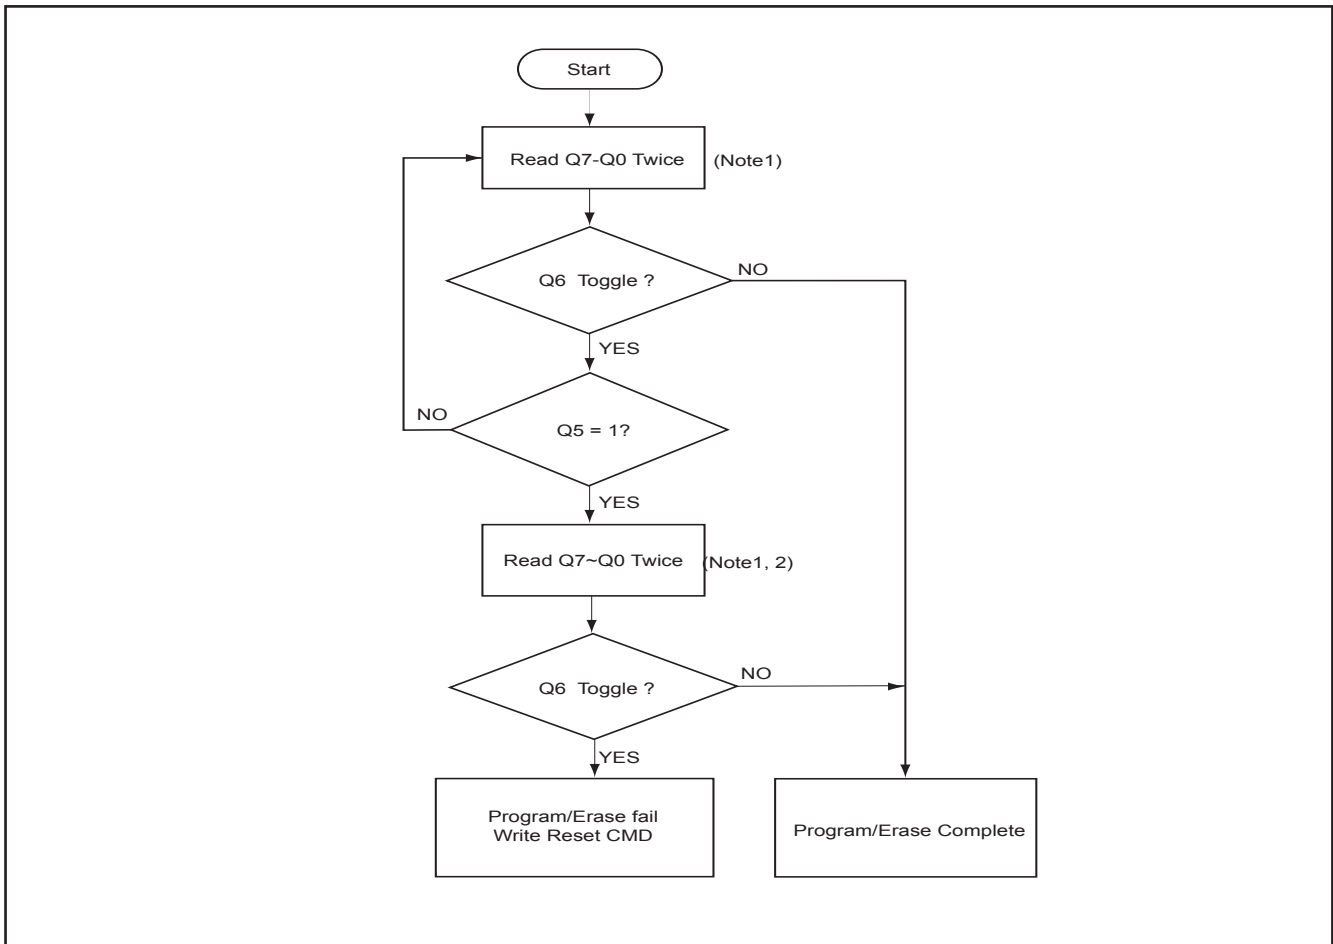 Start
Read Q7-Q0 Twice
(Note1)
Q6 Toggle ?
NO
YES
NO
Q5 = 1?
YES
Read Q7~Q0 Twice
(Note1, 2)
Q6 Toggle ?
NO
YES
Program/Erase fail
Write Reset CMD
Program/Erase Complete